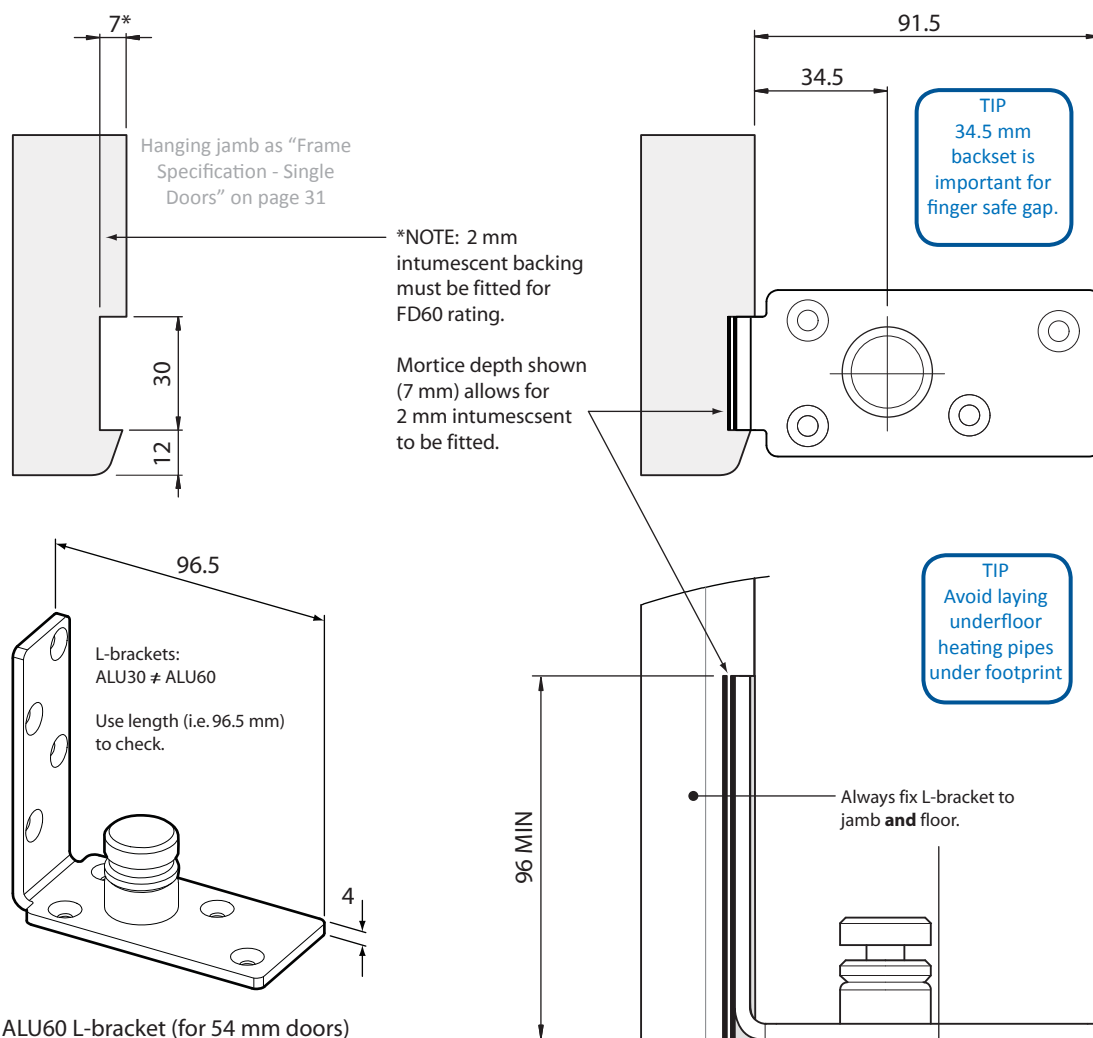 7*
91.5
34.5
TIP
34.5 mm
backset is
important for
finger safe gap.
Hanging jamb as “Frame
Specification - Single
Doors” on page 31
*NOTE: 2 mm
intumescent backing
must be fitted for
FD60 rating.
Mortice depth shown
(7 mm) allows for
2 mm intumescsent
to be fitted.
30
12
96.5
L-brackets:
ALU30 ≠ ALU60
Use length (i.e. 96.5 mm)
to check.
4
ALU60 L-bracket (for 54 mm doors)
TIP
Avoid laying
underfloor
heating pipes
under footprint
96 MIN
Always fix L-bracket to
jamb and floor.